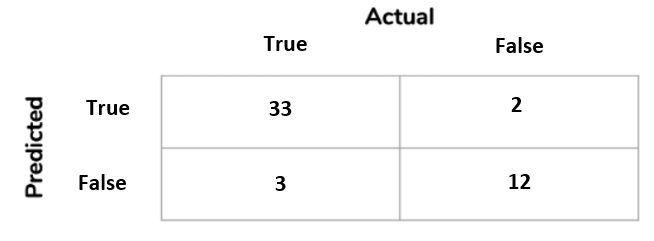 Actual
True False
True 33 2
Predicted
False 3 12